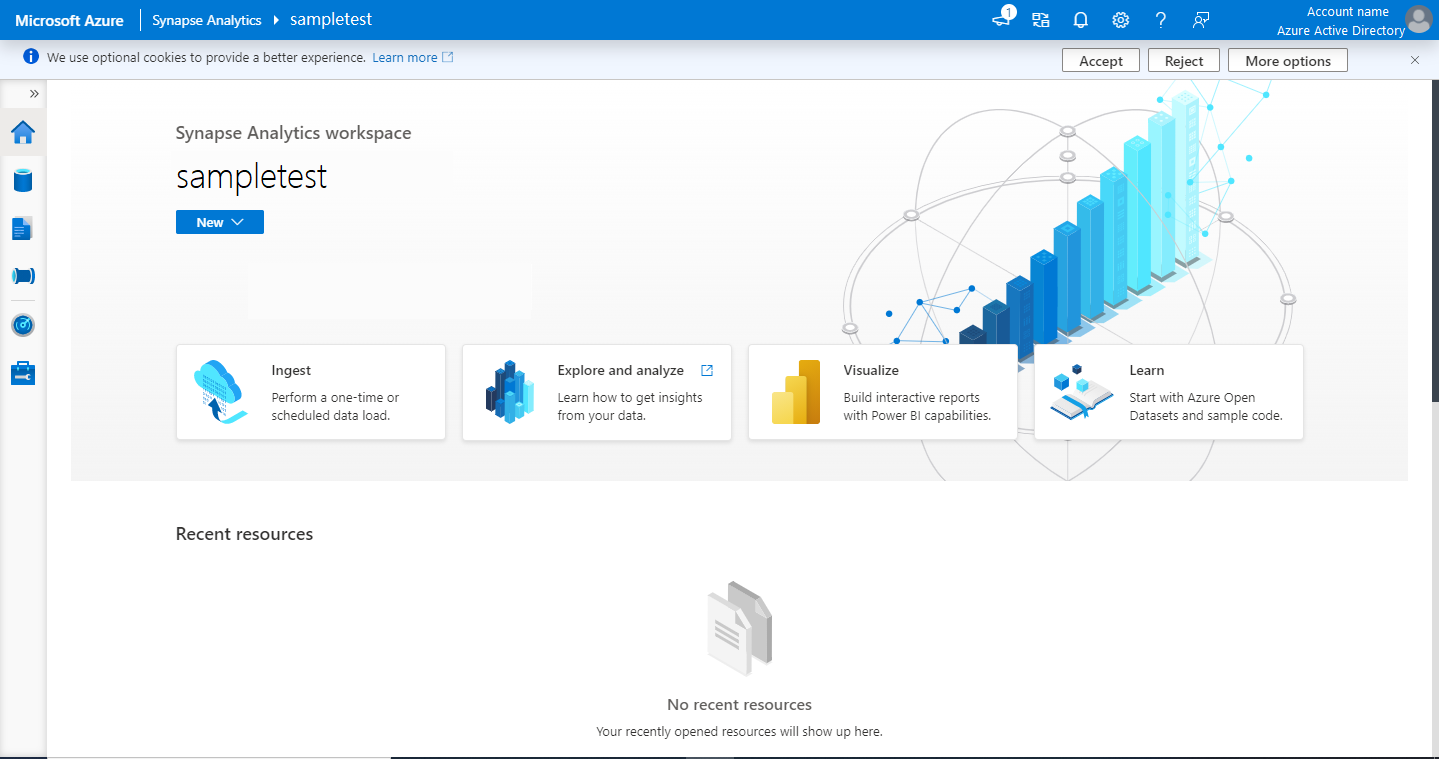 Microsoft Azure
Synapse Analytics
sampletest
1
Account name
Azure Active Directory
We use optional cookies to provide a better experience. Learn more
Accept
Reject
More options
Synapse Analytics workspace
sampletest
New
Ingest
Perform a one-time or
scheduled data load.
Explore and analyze
Learn how to get insights
from your data.
Visualize
Build interactive reports
with Power BI capabilities.
Learn
Start with Azure Open
Datasets and sample code.
Recent resources
No recent resources
Your recently opened resources will show up here.